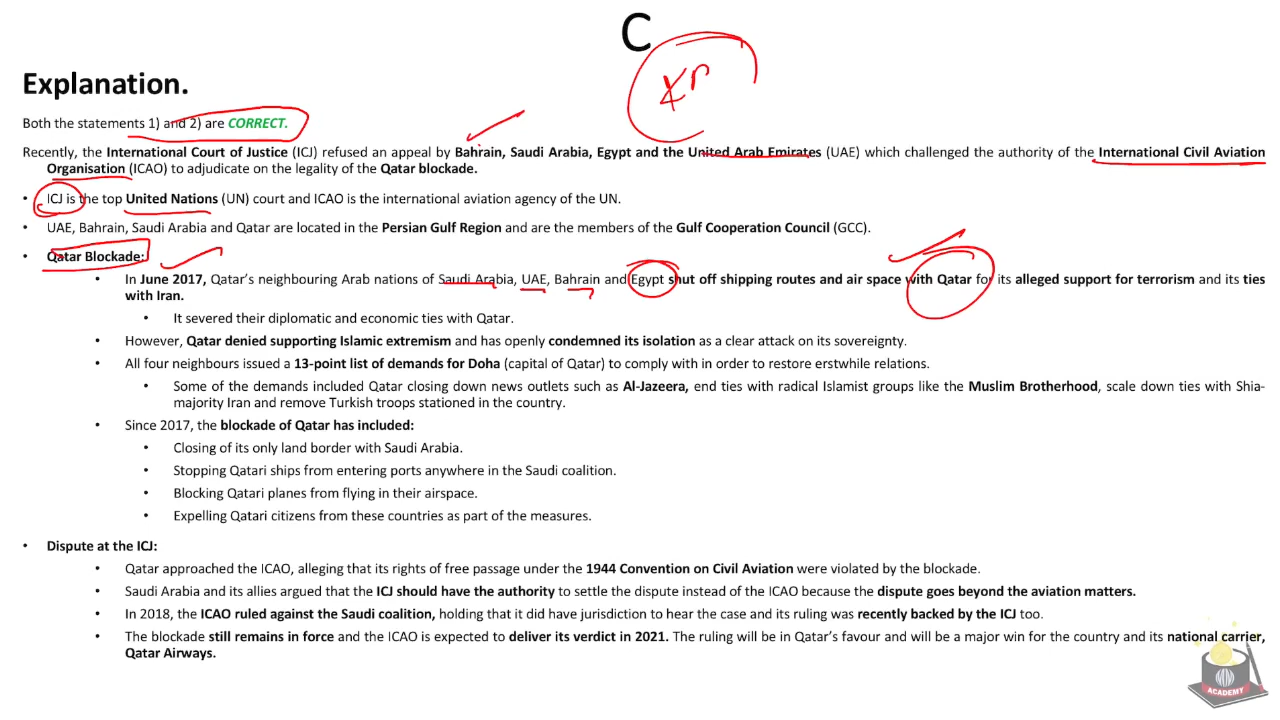 C
Explanation.
Both the statements 1) and 2) are CORRECT.
Recently, the International Court of Justice (ICJ) refused an appeal by Bahrain, Saudi Arabia, Egypt and the United Arab Emirates (UAE) which challenged the authority of the International Civil Aviation
Organisation (ICAO) to adjudicate on the legality of the Qatar blockade.
• ICJ is the top United Nations (UN) court and ICAO is the international aviation agency of the UN.
• UAE, Bahrain, Saudi Arabia and Qatar are located in the Persian Gulf Region and are the members of the Gulf Cooperation Council (GCC).
• Qatar Blockade:
• In June 2017, Qatar's neighbouring Arab nations of Saudi Arabia, UAE, Bahrain and Egypt shut off shipping routes and air space with Qatar for its alleged support for terrorism and its ties
with Iran.
• It severed their diplomatic and economic ties with Qatar.
• However, Qatar denied supporting Islamic extremism and has openly condemned its isolation as a clear attack on its sovereignty.
• All four neighbours issued a 13-point list of demands for Doha (capital of Qatar) to comply with in order to restore erstwhile relations.
• Some of the demands included Qatar closing down news outlets such as Al-Jazeera, end ties with radical Islamist groups like the Muslim Brotherhood, scale down ties with Shia-
majority Iran and remove Turkish troops stationed in the country.
• Since 2017, the blockade of Qatar has included:
• Closing of its only land border with Saudi Arabia.
• Stopping Qatari ships from entering ports anywhere in the Saudi coalition.
• Blocking Qatari planes from flying in their airspace.
• Expelling Qatari citizens from these countries as part of the measures.
• Dispute at the ICJ:
• Qatar approached the ICAO, alleging that its rights of free passage under the 1944 Convention on Civil Aviation were violated by the blockade.
• Saudi Arabia and its allies argued that the ICJ should have the authority to settle the dispute instead of the ICAO because the dispute goes beyond the aviation matters.
• In 2018, the ICAO ruled against the Saudi coalition, holding that it did have jurisdiction to hear the case and its ruling was recently backed by the ICJ too.
• The blockade still remains in force and the ICAO is expected to deliver its verdict in 2021. The ruling will be in Qatar's favour and will be a major win for the country and its national carrier,
Qatar Airways.
ACADEMY